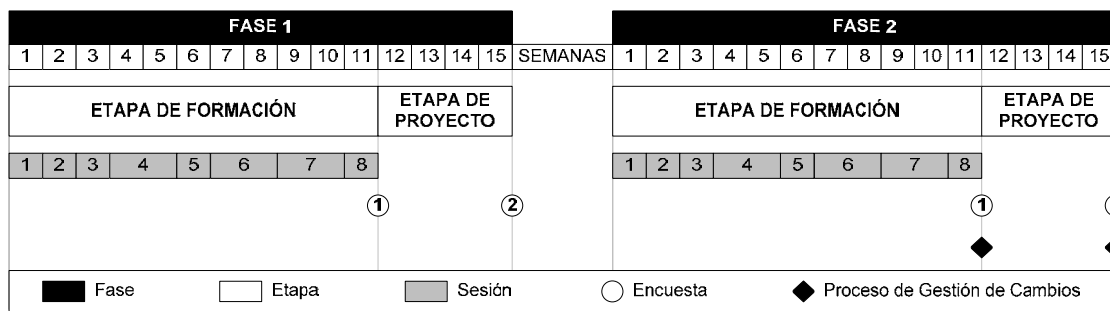 FASE 1 FASE 2
1 2 3 4 5 6 7 8 9 10 11 12 13 14 15 SEMANAS 1 2 3 4 5 6 7 8 9 10 11 12 13 14 15
ETAPA DE FORMACIÓN ETAPA DE PROYECTO ETAPA DE FORMACIÓN ETAPA DE PROYECTO
1 2 3 4 5 6 7 8 1 2 3 4 5 6 7 8
1 2 1
Fase Etapa Sesión Encuesta Proceso de Gestión de Cambios